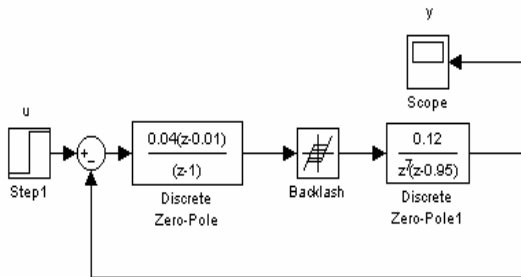 y
Scope
u
+
-
Step1
0.04(z-0.01)
(z-1)
Discrete
Zero-Pole
Backlash
0.12
z⁷(z-0.95)
Discrete
Zero-Pole1